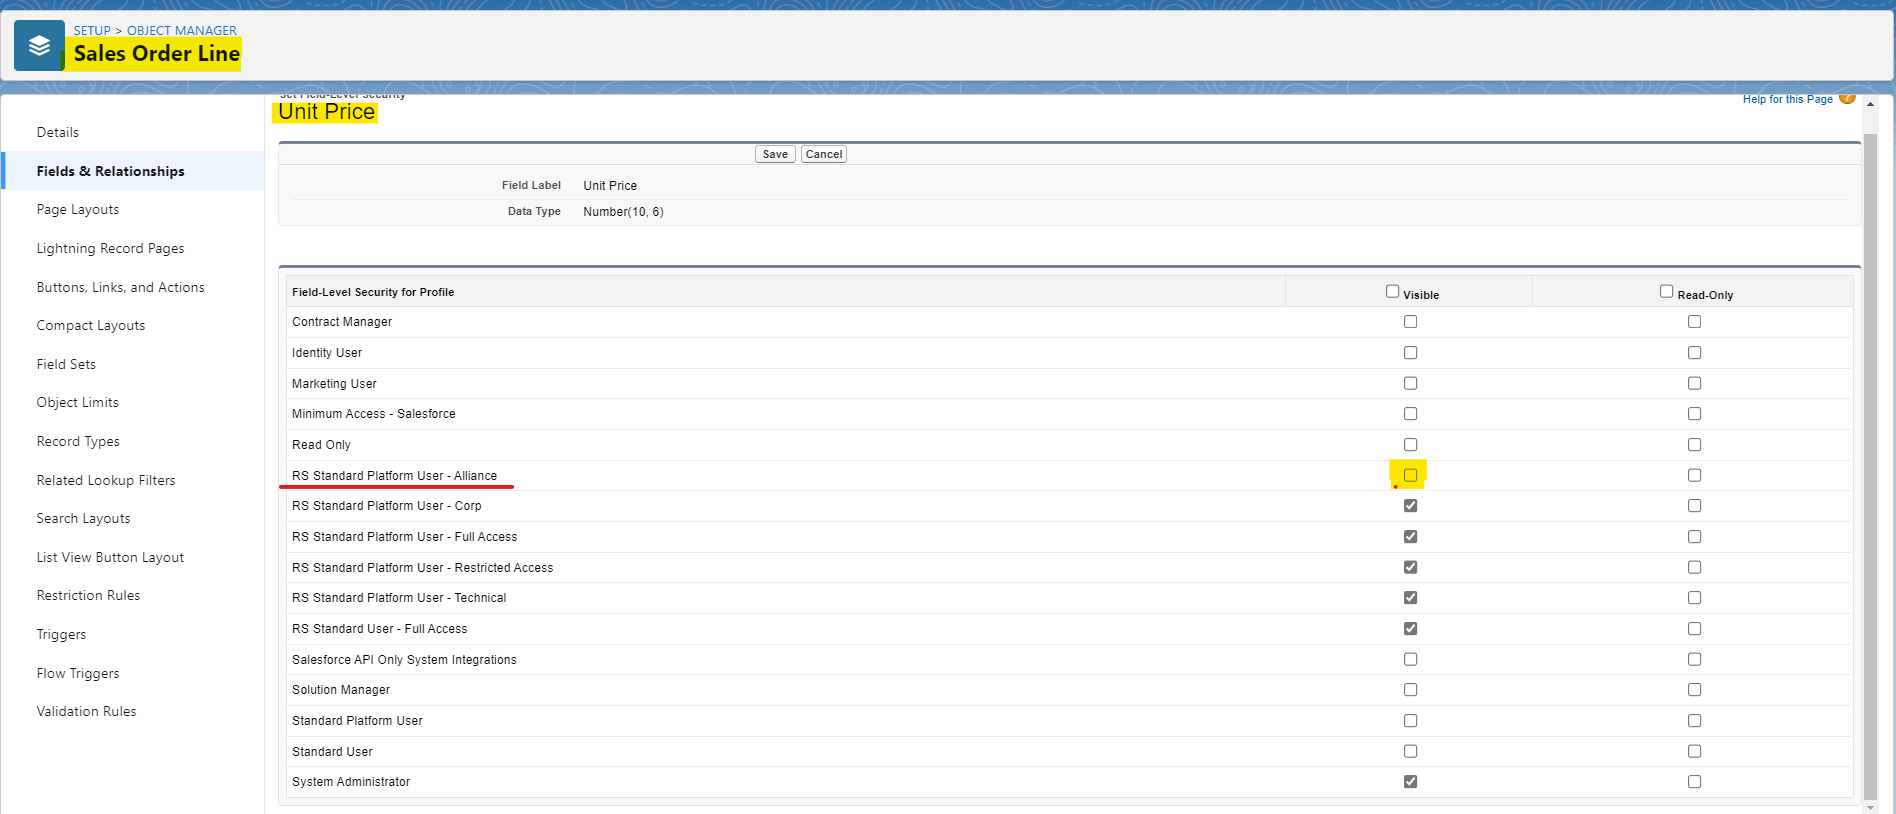 SETUP > OBJECT MANAGER
Sales Order Line
Details
Fields & Relationships
Page Layouts
Lightning Record Pages
Buttons, Links, and Actions
Compact Layouts
Field Sets
Object Limits
Record Types
Related Lookup Filters
Search Layouts
List View Button Layout
Restriction Rules
Triggers
Flow Triggers
Validation Rules
Set Field-Level Security
Unit Price
Help for this Page ?
Save Cancel
Field Label Unit Price
Data Type Number(10, 6)
Field-Level Security for Profile Visible Read-Only
Contract Manager
Identity User
Marketing User
Minimum Access - Salesforce
Read Only
RS Standard Platform User - Alliance
RS Standard Platform User - Corp
RS Standard Platform User - Full Access
RS Standard Platform User - Restricted Access
RS Standard Platform User - Technical
RS Standard User - Full Access
Salesforce API Only System Integrations
Solution Manager
Standard Platform User
Standard User
System Administrator